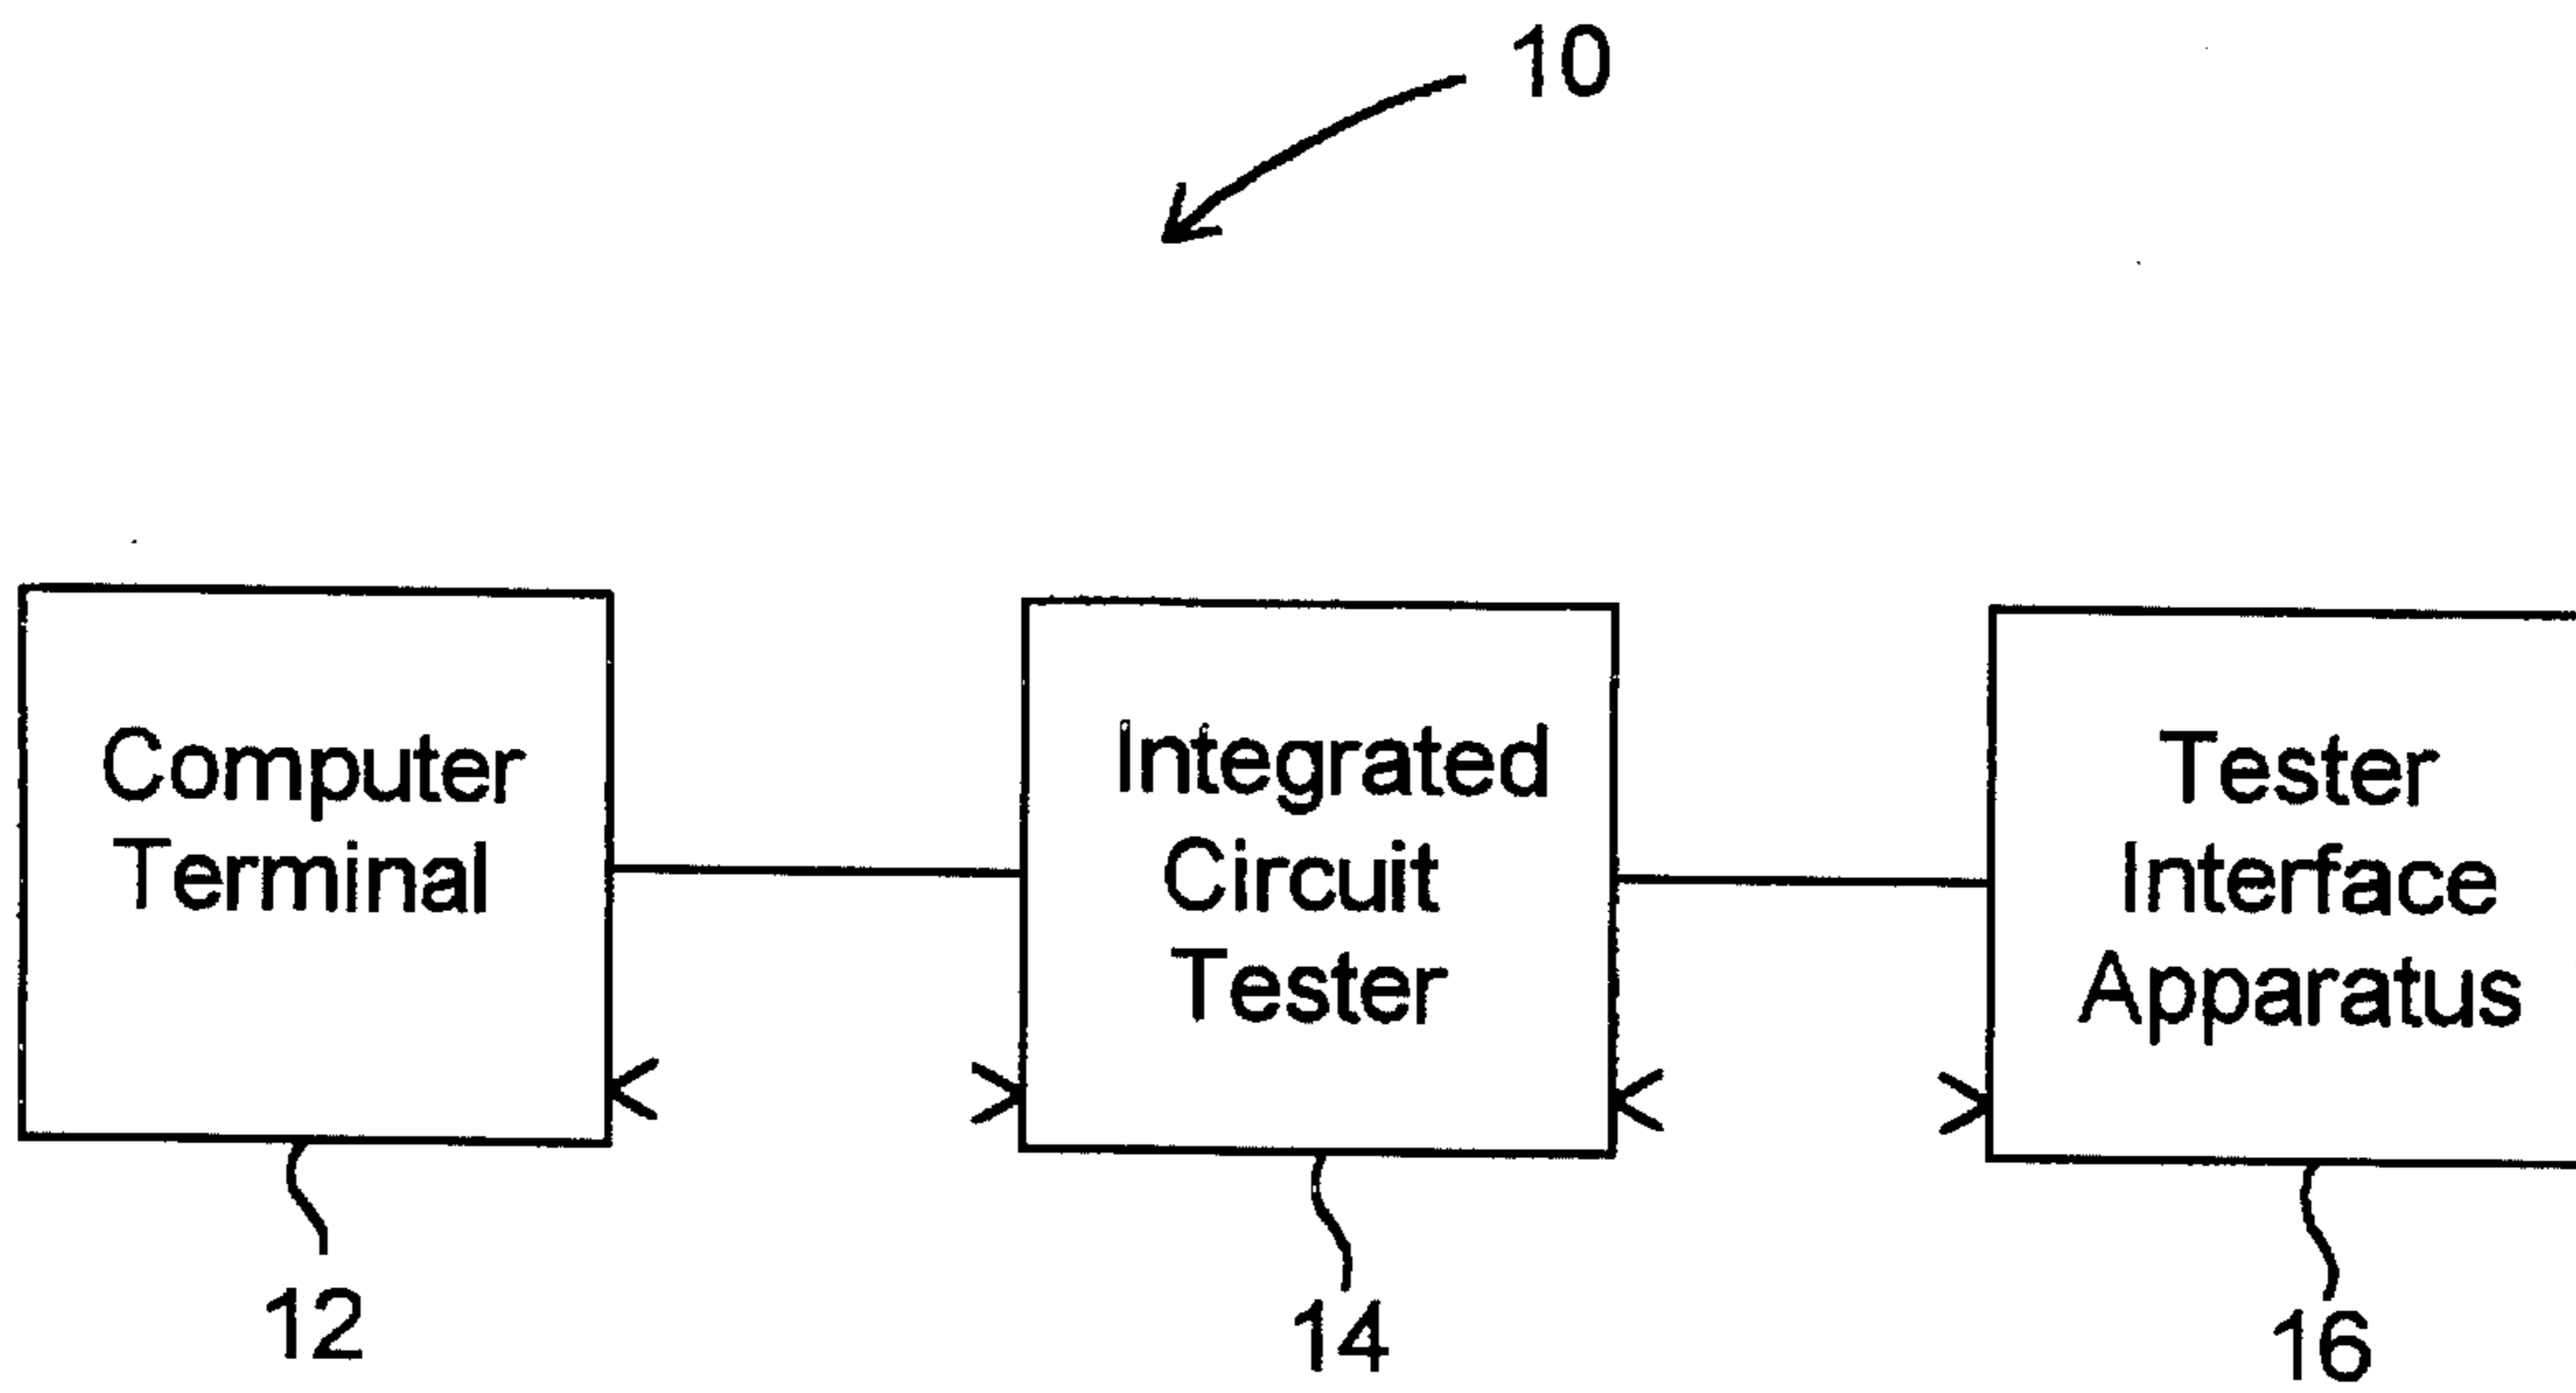 10
Computer
Terminal
Integrated
Circuit
Tester
Tester
Interface
Apparatus
12
14
16